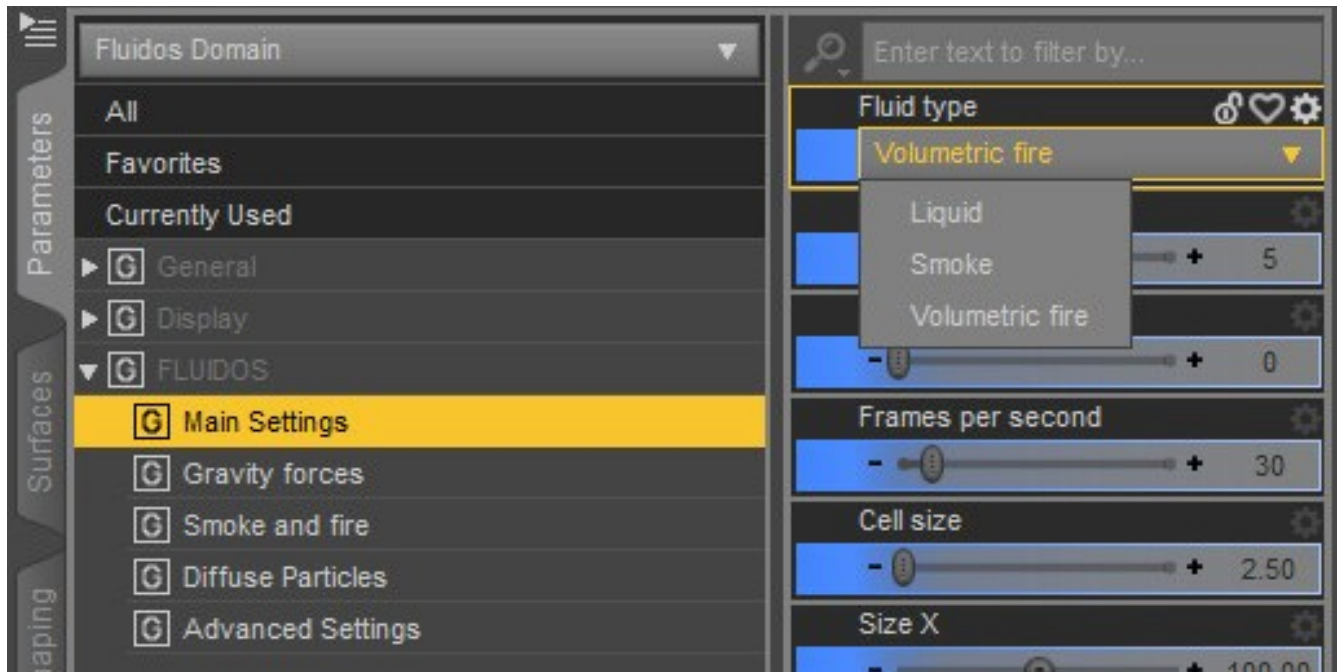 Fluidos Domain
All
Favorites
Currently Used
G General
G Display
G FLUIDOS
G Main Settings
G Gravity forces
G Smoke and fire
G Diffuse Particles
G Advanced Settings
Parameters
Surfaces
Enter text to filter by...
Fluid type
Volumetric fire
Liquid
Smoke
Volumetric fire
+ 5
- + 0
Frames per second
- + 30
Cell size
- + 2.50
Size X
- + 100.00